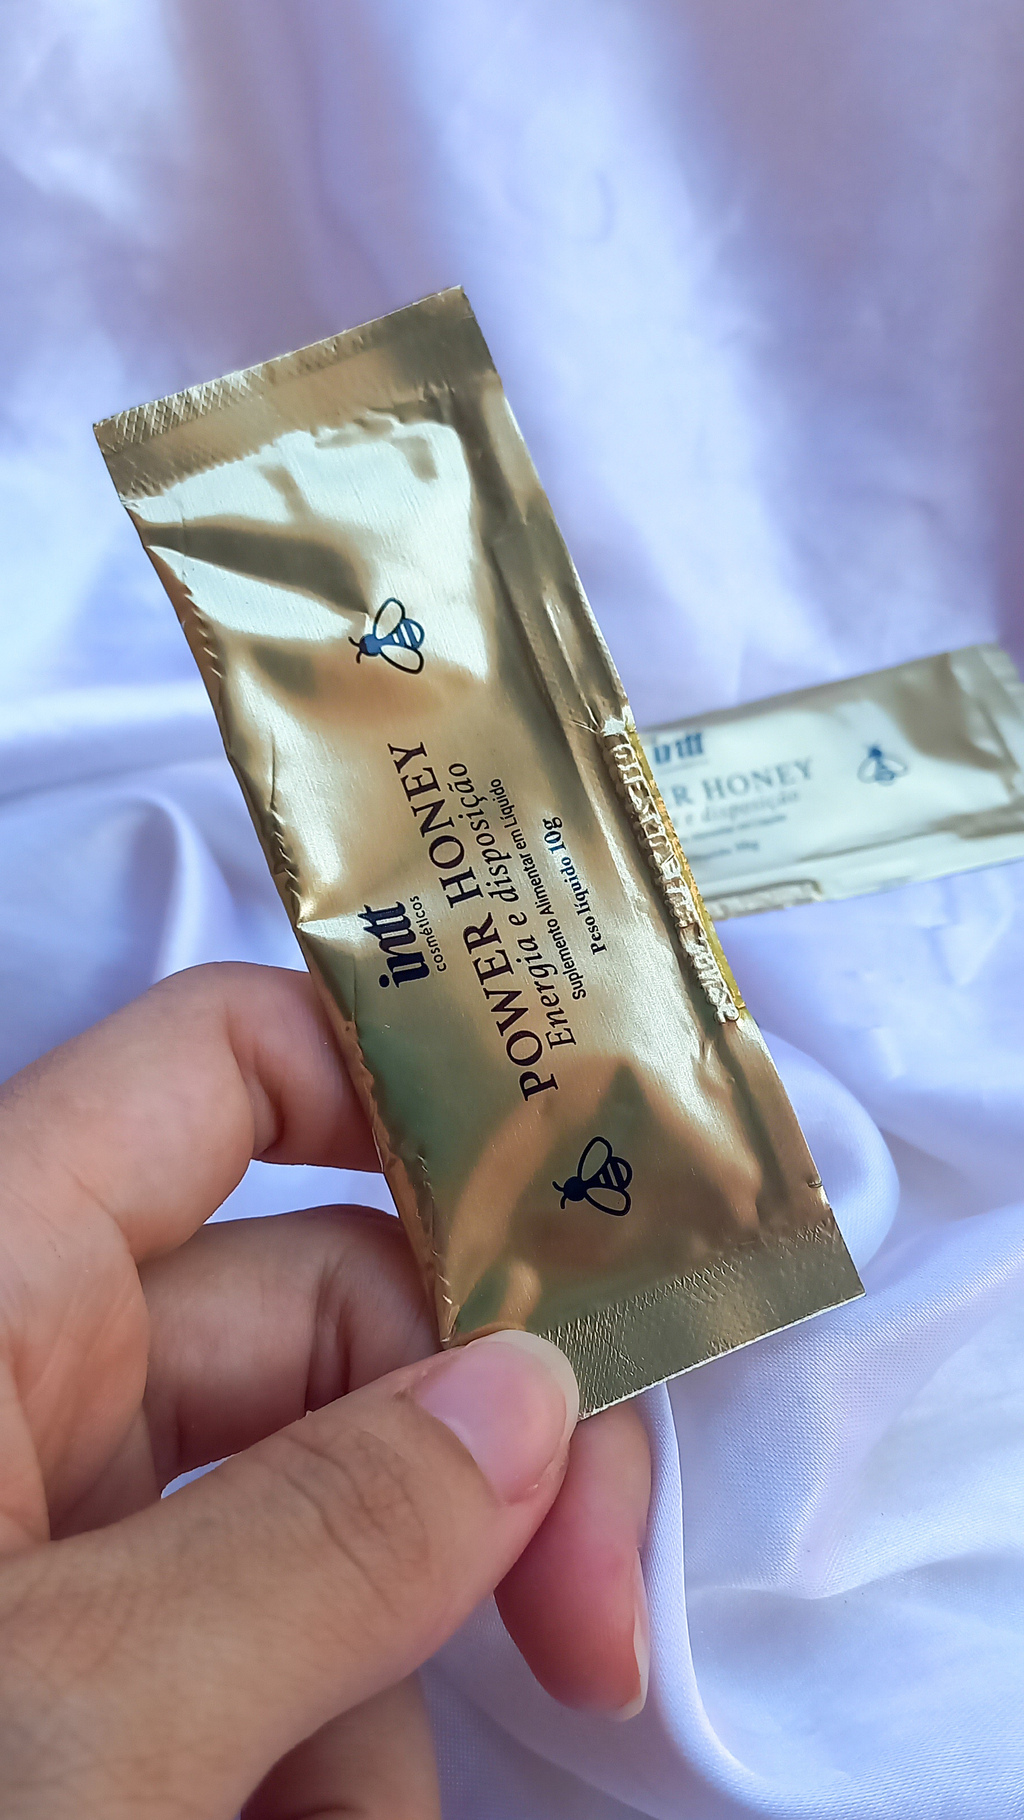 intt
cosméticos
POWER HONEY
Energia e disposição
Suplemento Alimentar em Líquido
Peso líquido 10g
intt
R HONEY
e disposição